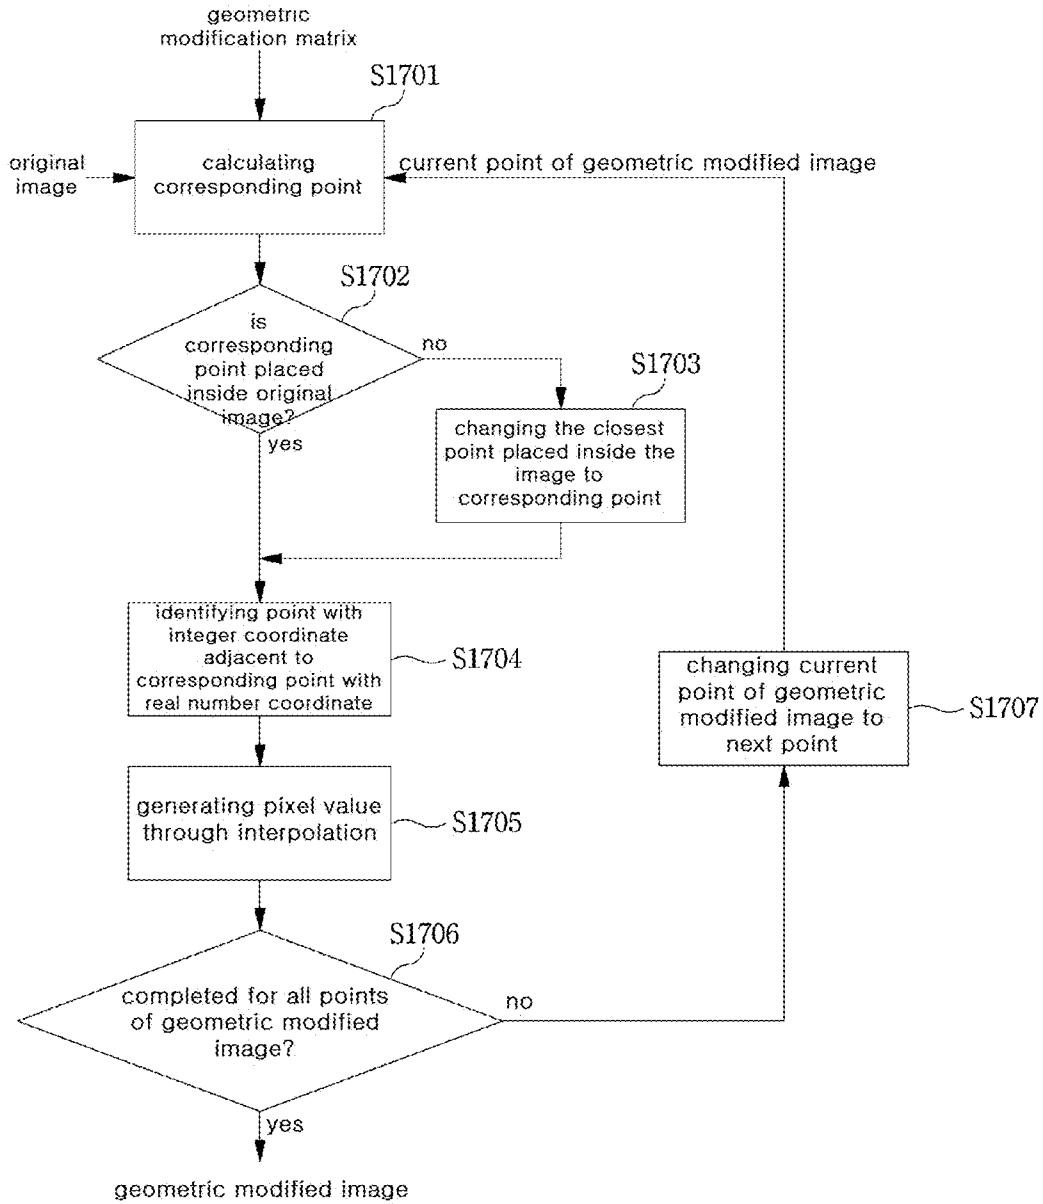 geometric
modification matrix
S1701
original
image
calculating
corresponding point
current point of geometric modified image
S1702
is
corresponding
point placed
inside original
image?
no
yes
S1703
changing the closest
point placed inside the
image to
corresponding point
identifying point with
integer coordinate
adjacent to
corresponding point with
real number coordinate
S1704
changing current
point of geometric
modified image to
next point
S1707
generating pixel value
through interpolation
S1705
S1706
completed for all points
of geometric modified
image?
no
yes
geometric modified image